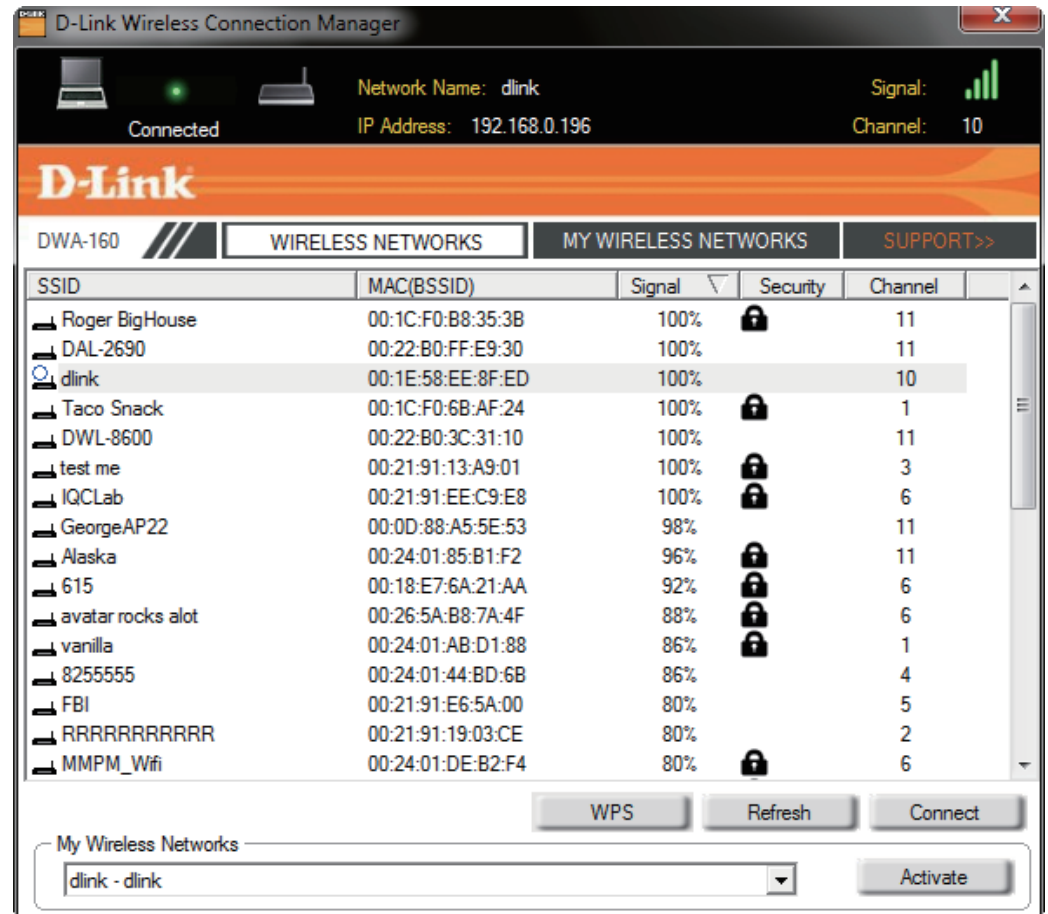 D-Link Wireless Connection Manager
Network Name: dlink Signal:
Connected IP Address: 192.168.0.196 Channel: 10
D-Link
DWA-160 WIRELESS NETWORKS MY WIRELESS NETWORKS SUPPORT>>
SSID MAC(BSSID) Signal Security Channel
Roger BigHouse 00:1C:F0:B8:35:3B 100% 11
DAL-2690 00:22:B0:FF:E9:30 100% 11
dlink 00:1E:58:EE:8F:ED 100% 10
Taco Snack 00:1C:F0:6B:AF:24 100% 1
DWL-8600 00:22:B0:3C:31:10 100% 11
test me 00:21:91:13:A9:01 100% 3
IQCLab 00:21:91:EE:C9:E8 100% 6
GeorgeAP22 00:0D:88:A5:5E:53 98% 11
Alaska 00:24:01:85:B1:F2 96% 11
615 00:18:E7:6A:21:AA 92% 6
avatar rocks alot 00:26:5A:B8:7A:4F 88% 6
vanilla 00:24:01:AB:D1:88 86% 1
8255555 00:24:01:44:BD:6B 86% 4
FBI 00:21:91:E6:5A:00 80% 5
RRRRRRRRRRR 00:21:91:19:03:CE 80% 2
MMPM_Wifi 00:24:01:DE:B2:F4 80% 6
WPS Refresh Connect
My Wireless Networks
dlink - dlink Activate